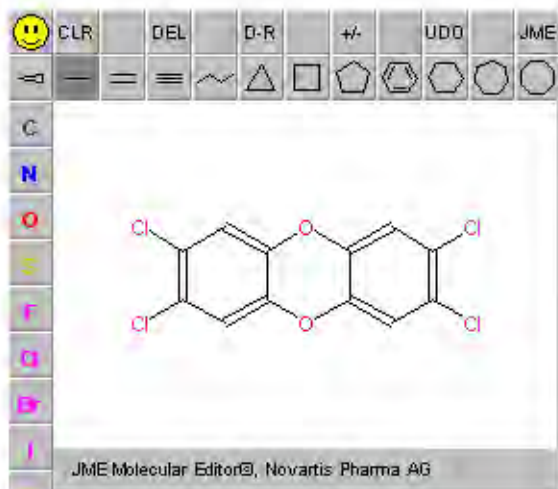 CLR DEL D-R +/- UDO JME
C
N
O
S
F
Cl O Cl
Cl
Cl O Cl
Br
I
JME Molecular Editor©, Novartis Pharma AG